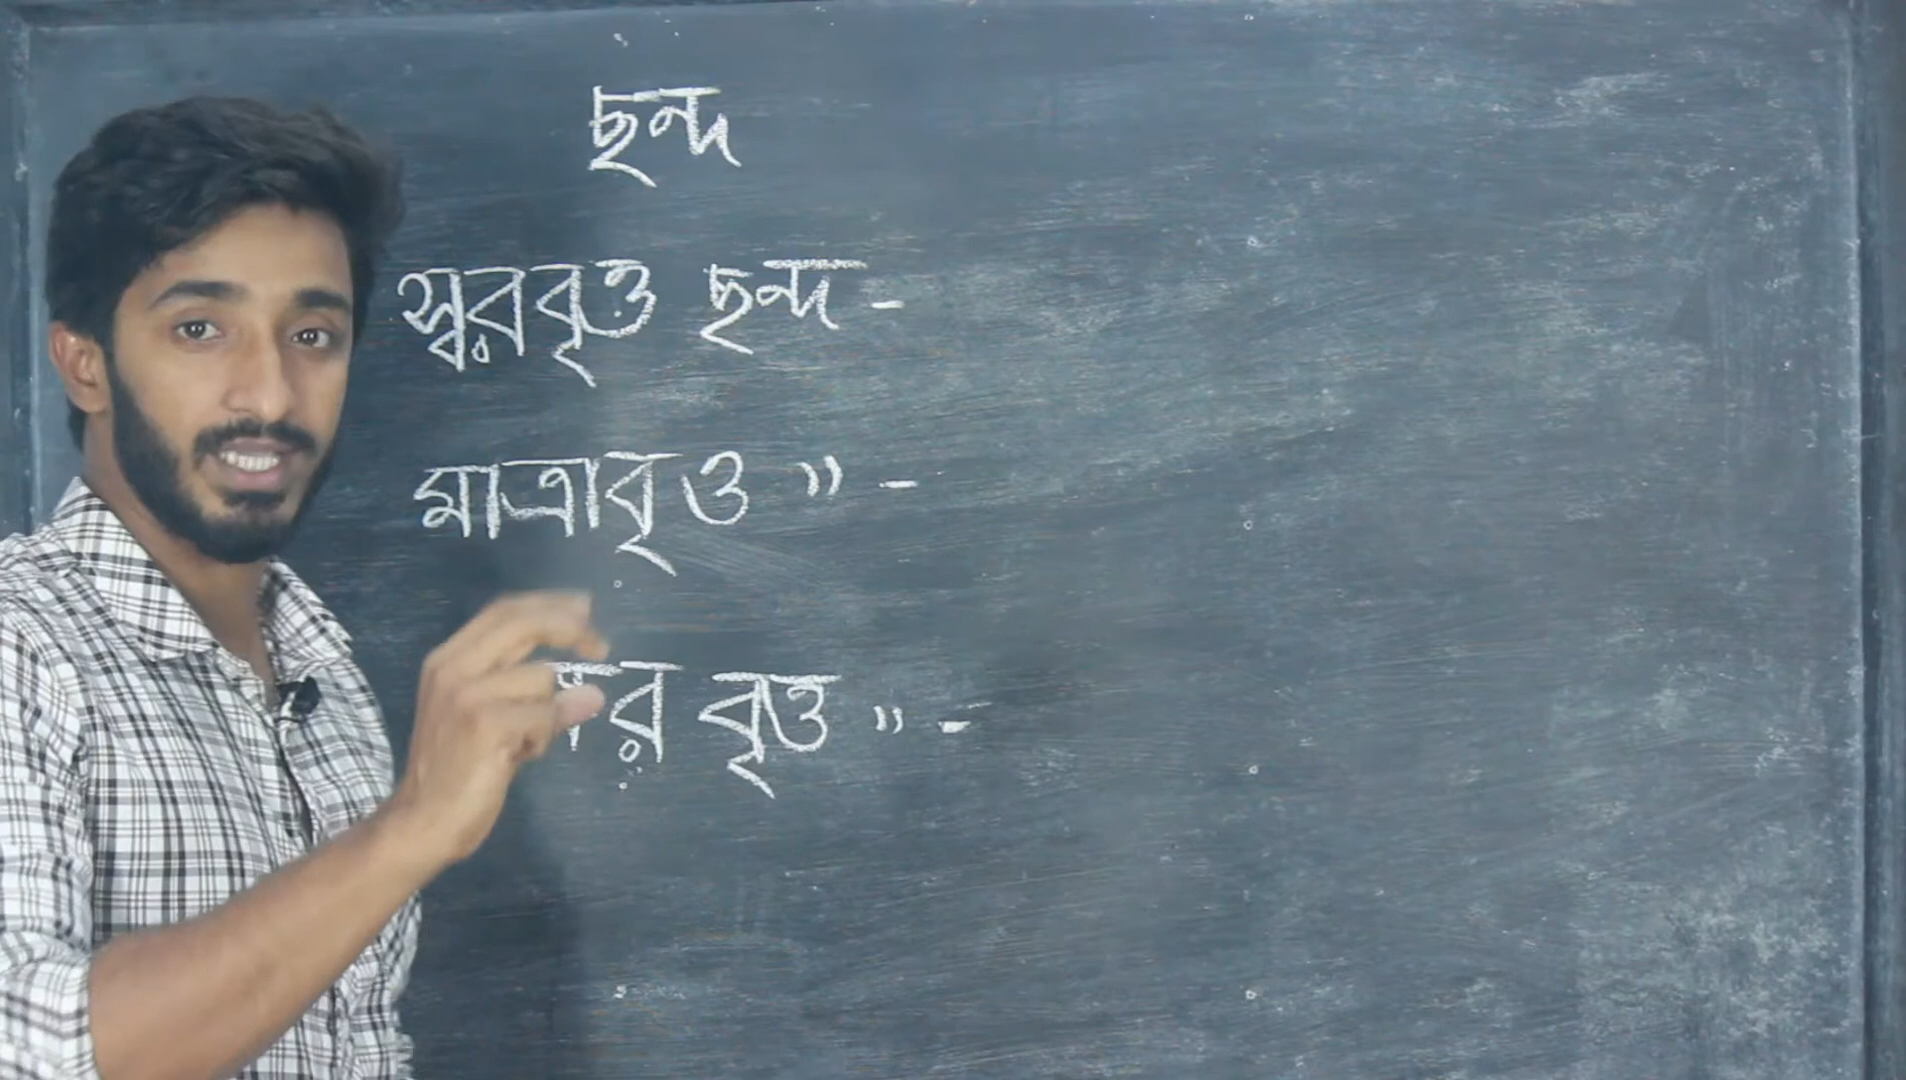 ছন্দ
স্বরবৃত্ত ছন্দ -
মাত্রাবৃত্ত " -
বৃত্ত " -